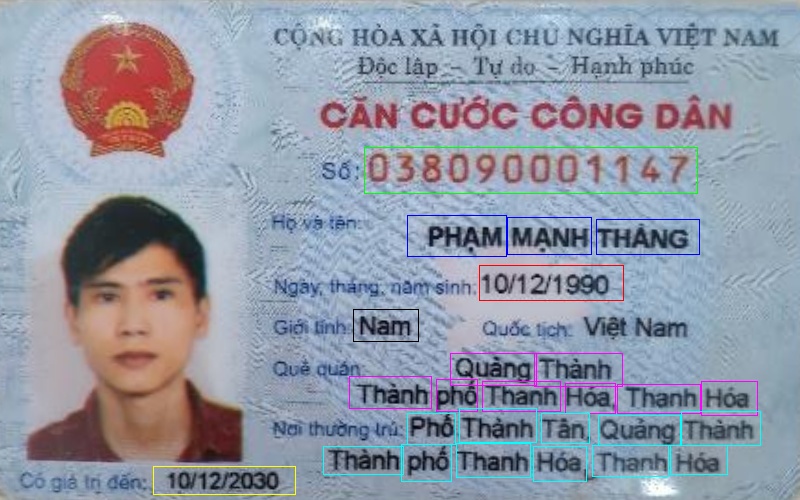 CỘNG HÒA XÃ HỘI CHỦ NGHĨA VIỆT NAM
Độc lập - Tự do - Hạnh phúc
CĂN CƯỚC CÔNG DÂN
Số: 038090001147
Họ và tên: PHẠM MẠNH THẮNG
Ngày, tháng, năm sinh: 10/12/1990
Giới tính: Nam Quốc tịch: Việt Nam
Quê quán: Quảng Thành
Thành phố Thanh Hóa, Thanh Hóa
Nơi thường trú: Phố Thành Tân, Quảng Thành
Thành phố Thanh Hóa, Thanh Hóa
Có giá trị đến: 10/12/2030